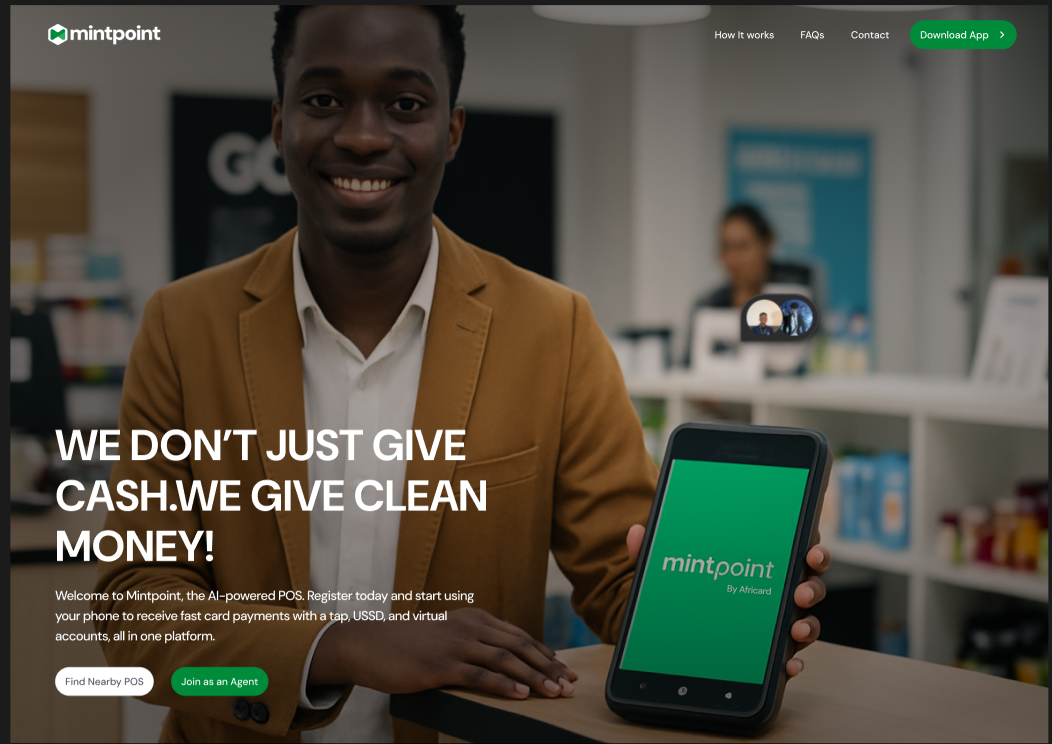 mintpoint
How It works
FAQs
Contact
Download App
GO
WE DON'T JUST GIVE
CASH.WE GIVE CLEAN
MONEY!
Welcome to Mintpoint, the AI-powered POS. Register today and start using
your phone to receive fast card payments with a tap, USSD, and virtual
accounts, all in one platform.
Find Nearby POS
Join as an Agent
mintpoint
By Africard